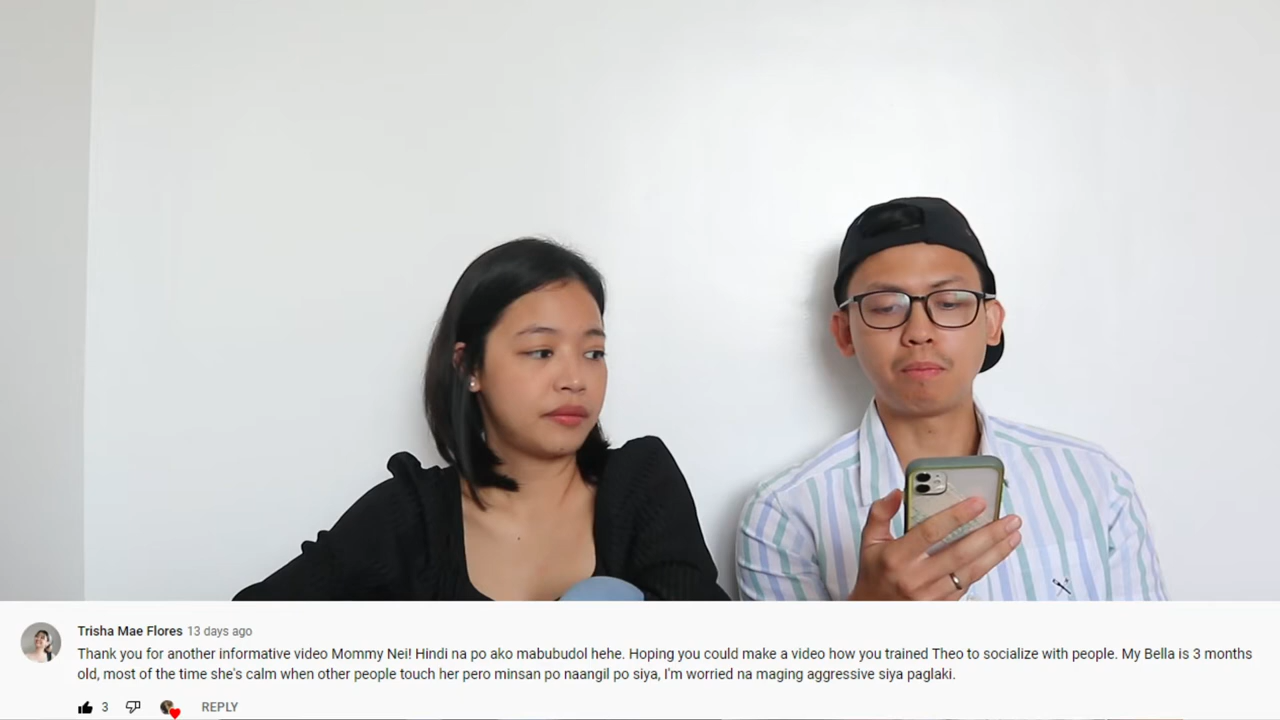 Trisha Mae Flores 13 days ago
Thank you for another informative video Mommy Nei! Hindi na po ako mabubudol hehe. Hoping you could make a video how you trained Theo to socialize with people. My Bella is 3 months
old, most of the time she's calm when other people touch her pero minsan po naangil po siya, I'm worried na maging aggressive siya paglaki.
3 REPLY